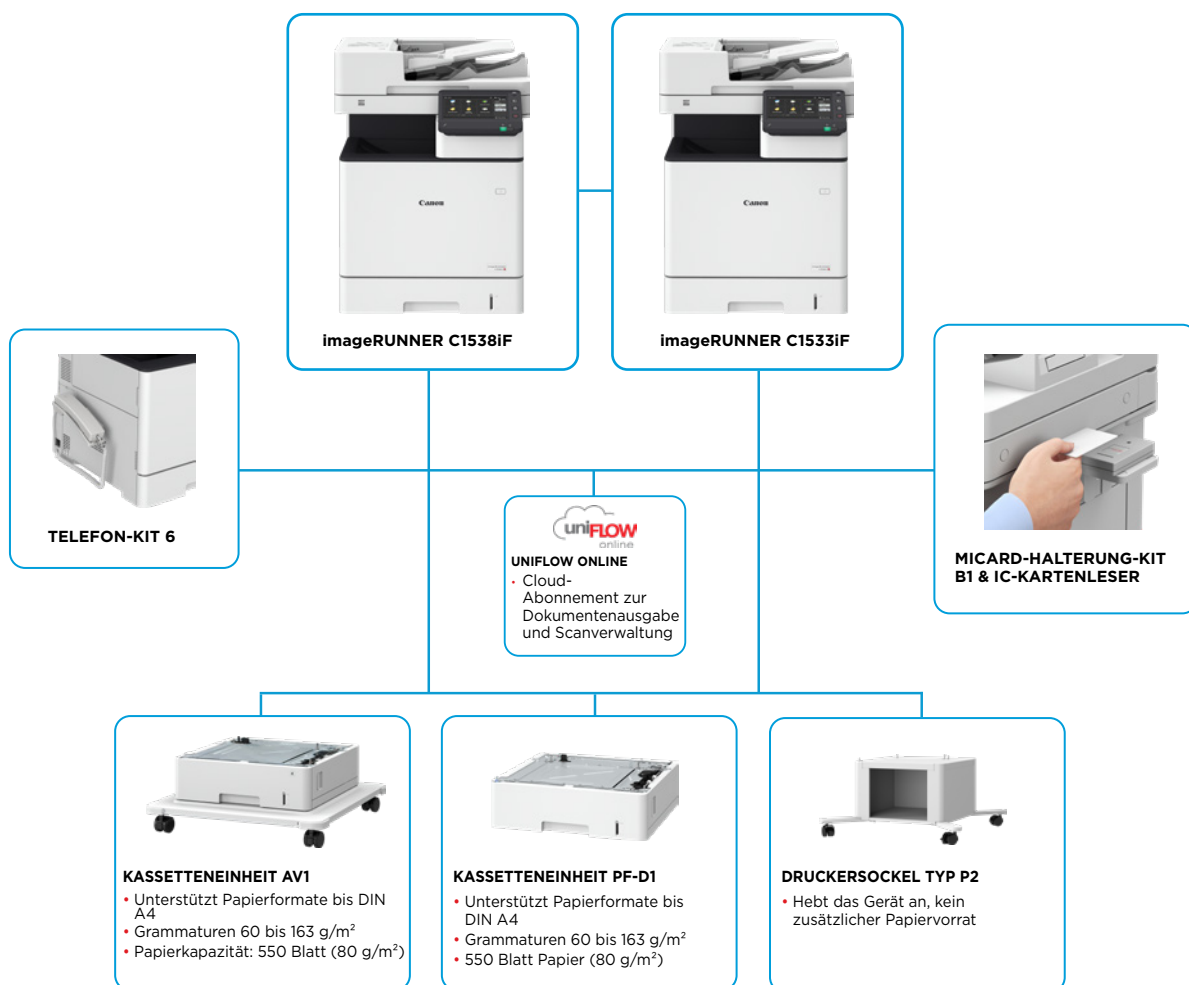 Canon
Canon
imageRUNNER C1538iF
imageRUNNER C1533iF
TELEFON-KIT 6
uniFLOW
online
UNIFLOW ONLINE
• Cloud-
Abonnement zur
Dokumentenausgabe
und Scanverwaltung
MICARD-HALTERUNG-KIT
B1 & IC-KARTENLESER
KASSETTENEINHEIT AV1
• Unterstützt Papierformate bis DIN
A4
• Grammaturen 60 bis 163 g/m²
• Papierkapazität: 550 Blatt (80 g/m²)
KASSETTENEINHEIT PF-D1
• Unterstützt Papierformate bis
DIN A4
• Grammaturen 60 bis 163 g/m²
• 550 Blatt Papier (80 g/m²)
DRUCKERSOCKEL TYP P2
• Hebt das Gerät an, kein
zusätzlicher Papiervorrat